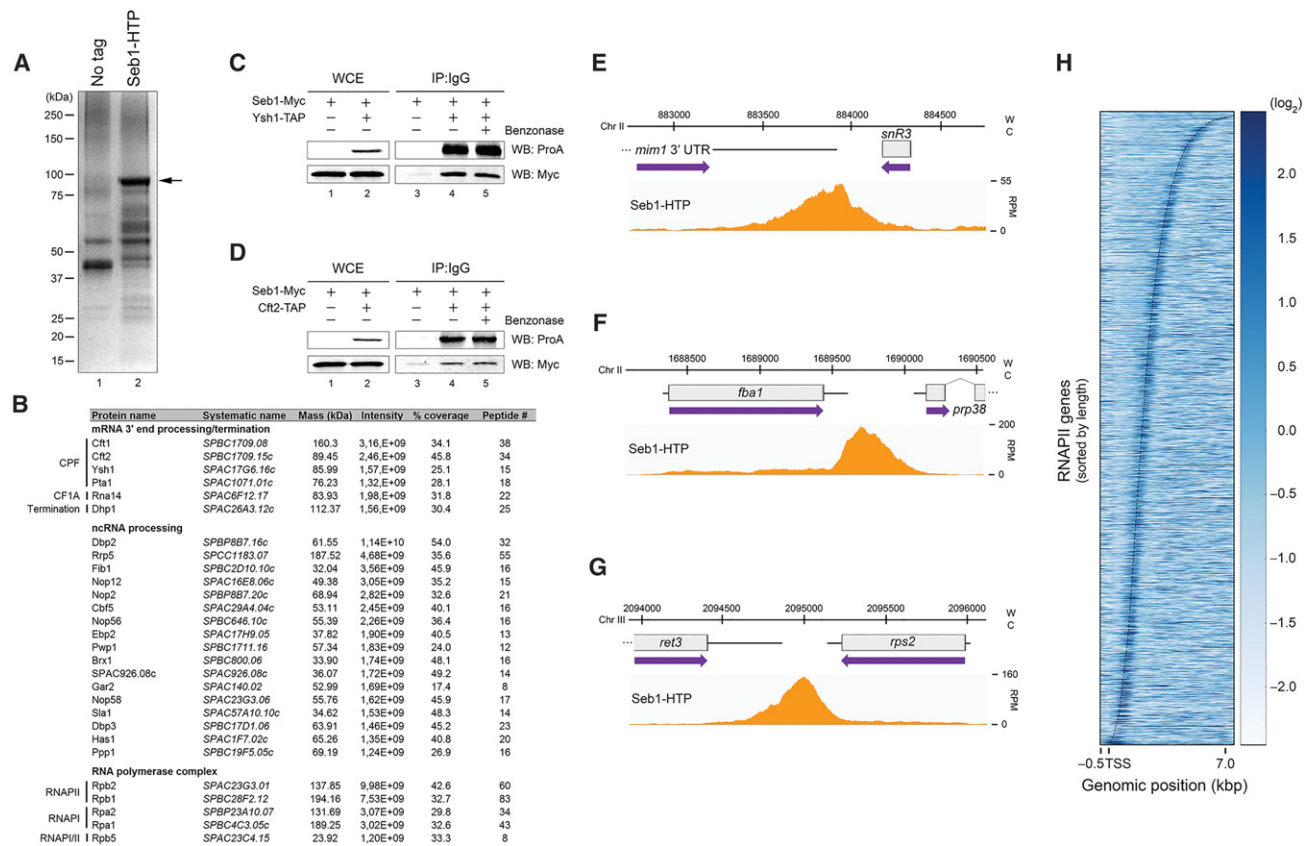 A
No tag
Seb1-HTP
(kDa)
250
150
100
75
50
37
25
20
15
1 2
C
WCE IP:IgG
Seb1-Myc + + + + +
Ysh1-TAP – + – + +
– – – – + Benzonase
WB: ProA
WB: Myc
1 2 3 4 5
D
WCE IP:IgG
Seb1-Myc + + + + +
Cft2-TAP – + – + +
– – – – + Benzonase
WB: ProA
WB: Myc
1 2 3 4 5
B
Protein name Systematic name Mass (kDa) Intensity % coverage Peptide #
mRNA 3' end processing/termination
CPF
Cft1 SPBC1709.08 160.3 3,16,E+09 34.1 38
Cft2 SPBC1709.15c 89.45 2,46,E+09 45.8 34
Ysh1 SPAC17G6.16c 85.99 1,57,E+09 25.1 15
Pta1 SPAC1071.01c 76.23 1,32,E+09 28.1 18
CF1A Rna14 SPAC6F12.17 83.93 1,98,E+09 31.8 22
Termination Dhp1 SPAC26A3.12c 112.37 1,56,E+09 30.4 25
ncRNA processing
Dbp2 SPBP8B7.16c 61.55 1,14E+10 54.0 32
Rrp5 SPCC1183.07 187.52 4,68E+09 35.6 55
Fib1 SPBC2D10.10c 32.04 3,56E+09 45.9 16
Nop12 SPAC16E8.06c 49.38 3,05E+09 35.2 15
Nop2 SPBP8B7.20c 68.94 2,82E+09 32.6 21
Cbf5 SPAC29A4.04c 53.11 2,45E+09 40.1 16
Nop56 SPBC646.10c 55.39 2,26E+09 36.4 16
Ebp2 SPAC17H9.05 37.82 1,90E+09 40.5 13
Pwp1 SPBC1711.16 57.34 1,83E+09 24.0 12
Brx1 SPBC800.06 33.90 1,74E+09 48.1 16
SPAC926.08c SPAC926.08c 36.07 1,72E+09 49.2 14
Gar2 SPAC140.02 52.99 1,69E+09 17.4 8
Nop58 SPAC23G3.06 55.76 1,62E+09 45.9 17
Sla1 SPAC57A10.10c 34.62 1,53E+09 48.3 14
Dbp3 SPBC17D1.06 63.91 1,46E+09 45.2 23
Has1 SPAC1F7.02c 65.26 1,35E+09 40.8 20
Ppp1 SPBC19F5.05c 69.19 1,24E+09 26.9 16
RNA polymerase complex
RNAPII
Rpb2 SPAC23G3.01 137.85 9,98E+09 42.6 60
Rpb1 SPBC28F2.12 194.16 7,53E+09 32.7 83
RNAPI
Rpa2 SPBP23A10.07 131.69 3,07E+09 29.8 34
Rpa1 SPBC4C3.05c 189.25 3,02E+09 32.6 43
RNAPI/II Rpb5 SPAC23C4.15 23.92 1,20E+09 33.3 8
E
883000 883500 884000 884500 W
Chr II C
snR3
... mim1 3' UTR
Seb1-HTP
55
RPM
0
F
1688500 1689000 1689500 1690000 1690500 W
Chr II C
fba1
prp38
...
Seb1-HTP
200
RPM
0
G
2094000 2094500 2095000 2095500 2096000 W
Chr III C
... ret3 rps2
Seb1-HTP
160
RPM
0
H
(log2)
2.0
1.5
1.0
0.5
0.0
−0.5
−1.0
−1.5
−2.0
RNAPII genes
(sorted by length)
−0.5 TSS 7.0
Genomic position (kbp)